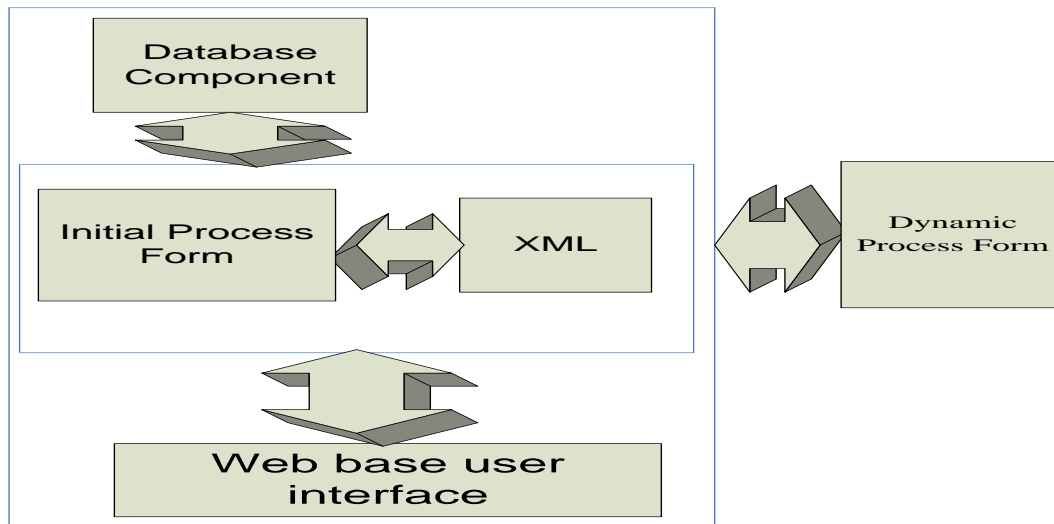 Database
Component
Initial Process
Form
XML
Dynamic
Process Form
Web base user
interface